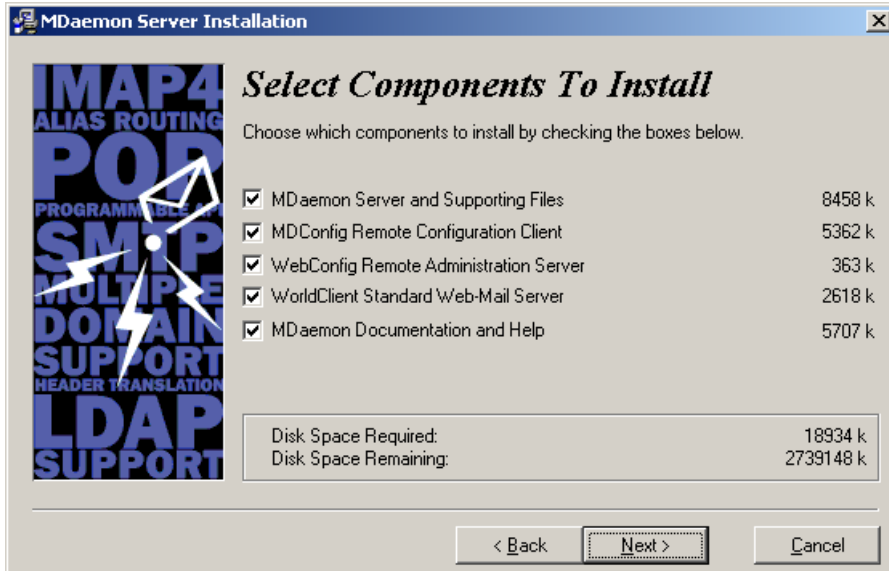 MDaemon Server Installation
IMAP4
ALIAS ROUTING
POP
PROGRAMMABLE API
SMTP
MULTIPLE
DOMAIN
SUPPORT
HEADER TRANSLATION
LDAP
SUPPORT
Select Components To Install
Choose which components to install by checking the boxes below.
MDaemon Server and Supporting Files 8458 k
MDConfig Remote Configuration Client 5362 k
WebConfig Remote Administration Server 363 k
WorldClient Standard Web-Mail Server 2618 k
MDaemon Documentation and Help 5707 k
Disk Space Required: 18934 k
Disk Space Remaining: 2739148 k
< Back Next > Cancel